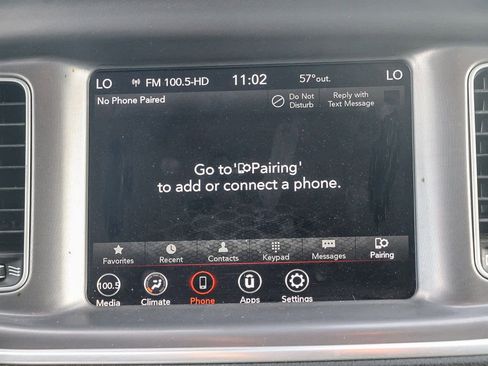 LO FM 100.5-HD 11:02 57° out. LO
No Phone Paired Do Not Disturb Reply with Text Message
Go to 'Pairing'
to add or connect a phone.
Favorites Recent Contacts Keypad Messages Pairing
100.5
Media Climate Phone Apps Settings